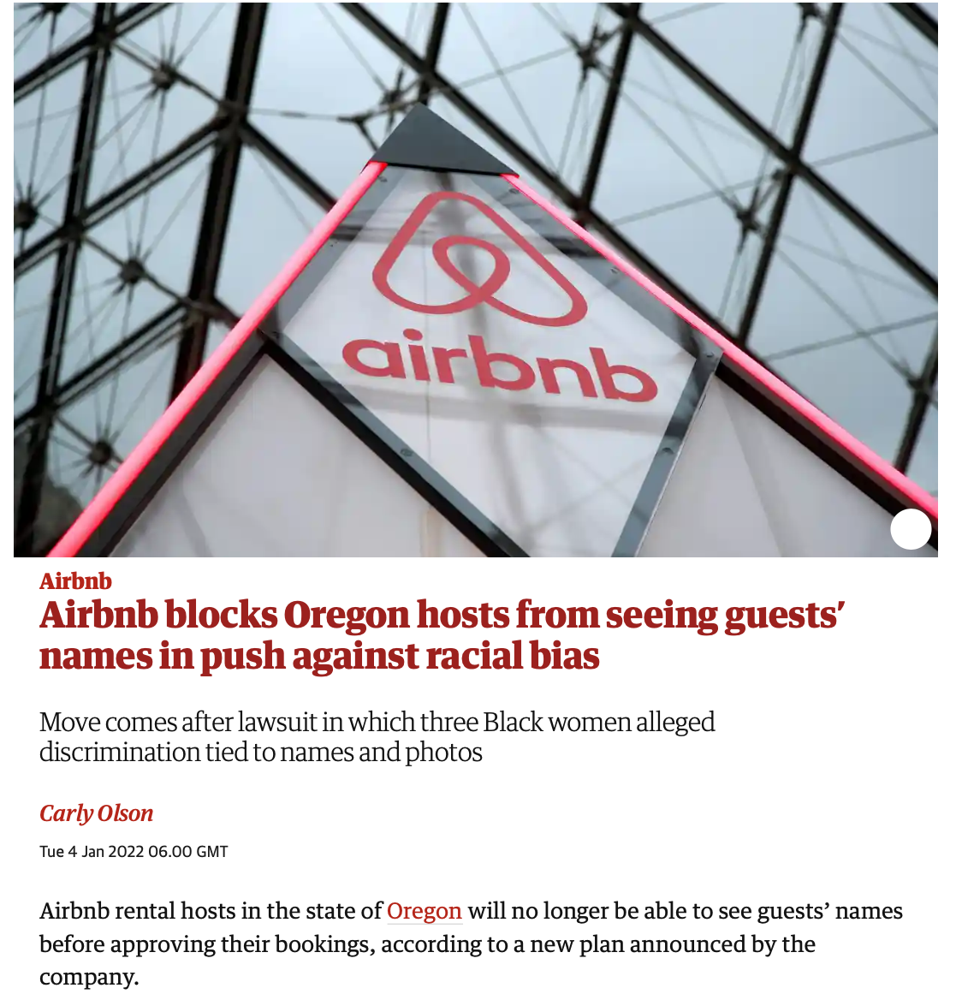 airbnb
Airbnb
Airbnb blocks Oregon hosts from seeing guests’
names in push against racial bias
Move comes after lawsuit in which three Black women alleged
discrimination tied to names and photos
Carly Olson
Tue 4 Jan 2022 06.00 GMT
Airbnb rental hosts in the state of Oregon will no longer be able to see guests’ names
before approving their bookings, according to a new plan announced by the
company.